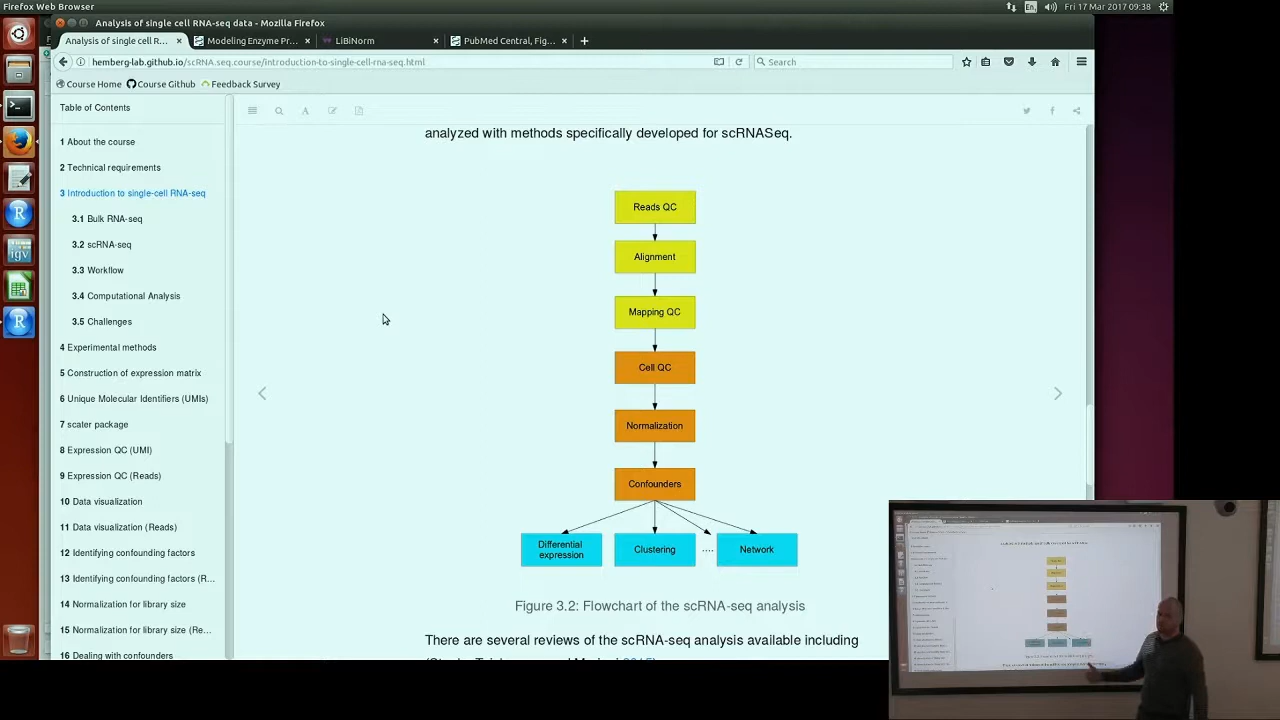 Firefox Web Browser
En
Fri 17 Mar 2017 09:38
Analysis of single cell RNA-seq data - Mozilla Firefox
Analysis of single cell R... × Modeling Enzyme Pr... × LiBiNorm × PubMed Central, Fig... ×
hemberg-lab.github.io/scRNA.seq.course/introduction-to-single-cell-rna-seq.html
Search
Course Home Course Github Feedback Survey
Table of Contents
1 About the course
2 Technical requirements
3 Introduction to single-cell RNA-seq
3.1 Bulk RNA-seq
3.2 scRNA-seq
3.3 Workflow
3.4 Computational Analysis
3.5 Challenges
4 Experimental methods
5 Construction of expression matrix
6 Unique Molecular Identifiers (UMIs)
7 scater package
8 Expression QC (UMI)
9 Expression QC (Reads)
10 Data visualization
11 Data visualization (Reads)
12 Identifying confounding factors
13 Identifying confounding factors (R...
14 Normalization for library size
15 Normalization for library size (Re...
16 Dealing with confounders
analyzed with methods specifically developed for scRNASeq.
Reads QC
Alignment
Mapping QC
Cell QC
Normalization
Confounders
Differential
expression
Clustering
....
Network
Figure 3.2: Flowchart of the scRNA-seq analysis
There are several reviews of the scRNA-seq analysis available including
R
igv
R